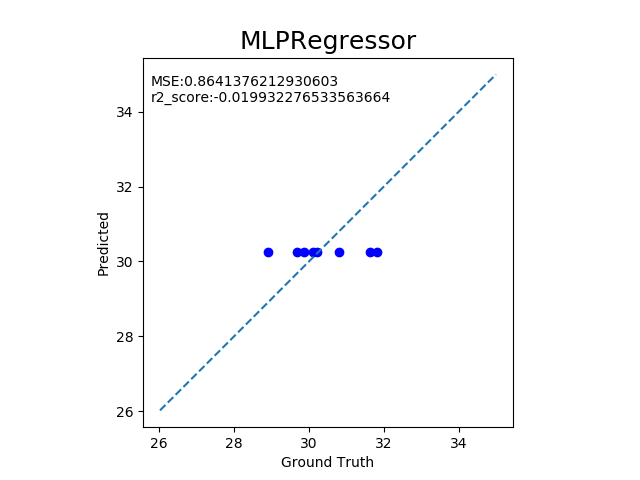 MLPRegressor
MSE:0.8641376212930603
r2_score:-0.019932276533563664
34
32
30
28
26
Predicted
26 28 30 32 34
Ground Truth